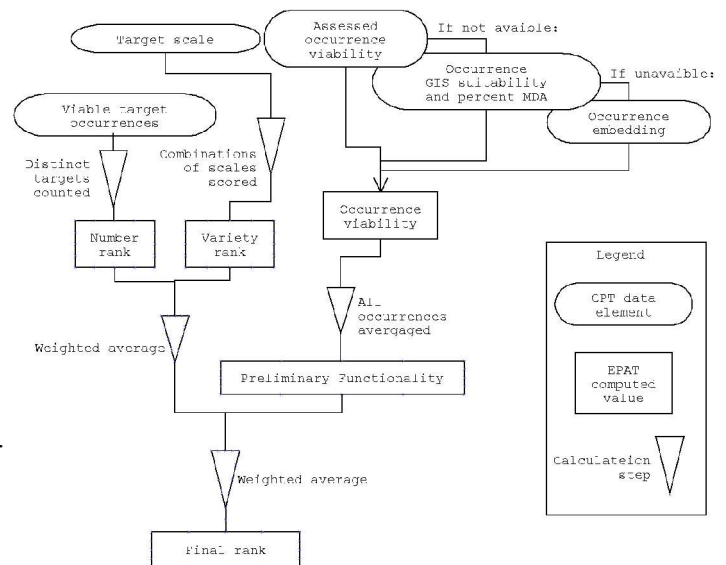 Target scale
Assessed
occurrence
viability
If not avaible:
Occurrence
GIS suitability
and percent MDA
If unavaible:
Occurrence
embedding
Viable target
occurrences
Distinct
targets
counted
Combinations
of scales
scored
Number
rank
Variety
rank
Occurrence
viability
All
occurrences
avergaged
Weighted average
Preliminary Functionality
Weighted average
Final rank
Legend
CPT data
element
EPAT
computed
value
Calculateion
step